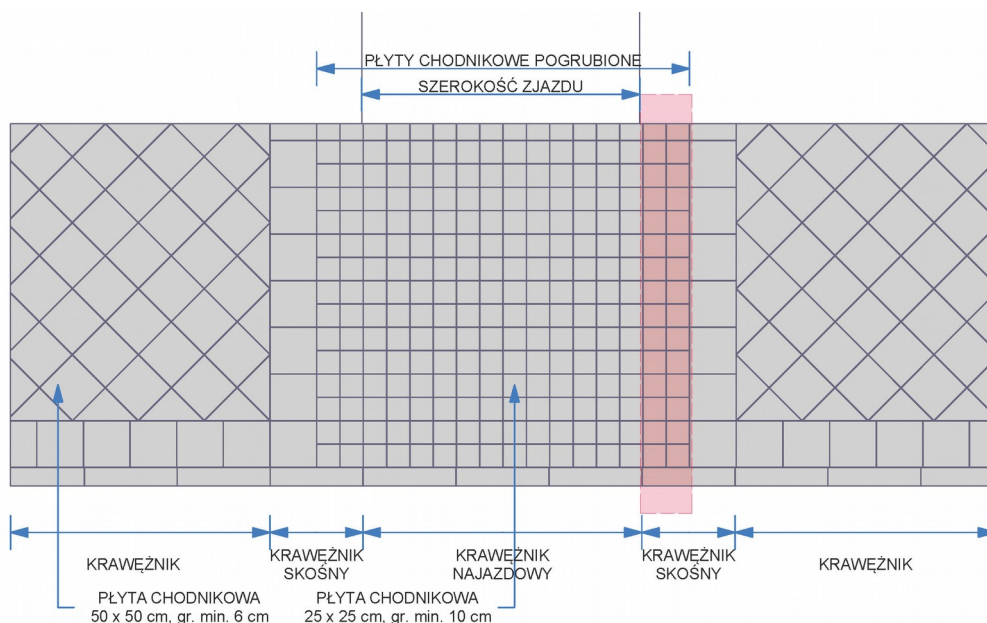 PŁYTY CHODNIKOWE POGRUBIONE
SZEROKOŚĆ ZJAZDU
KRAWĘŻNIK
KRAWĘŻNIK
SKOŚNY
KRAWĘŻNIK
NAJAZDOWY
KRAWĘŻNIK
SKOŚNY
KRAWĘŻNIK
PŁYTA CHODNIKOWA
50 x 50 cm, gr. min. 6 cm
PŁYTA CHODNIKOWA
25 x 25 cm, gr. min. 10 cm